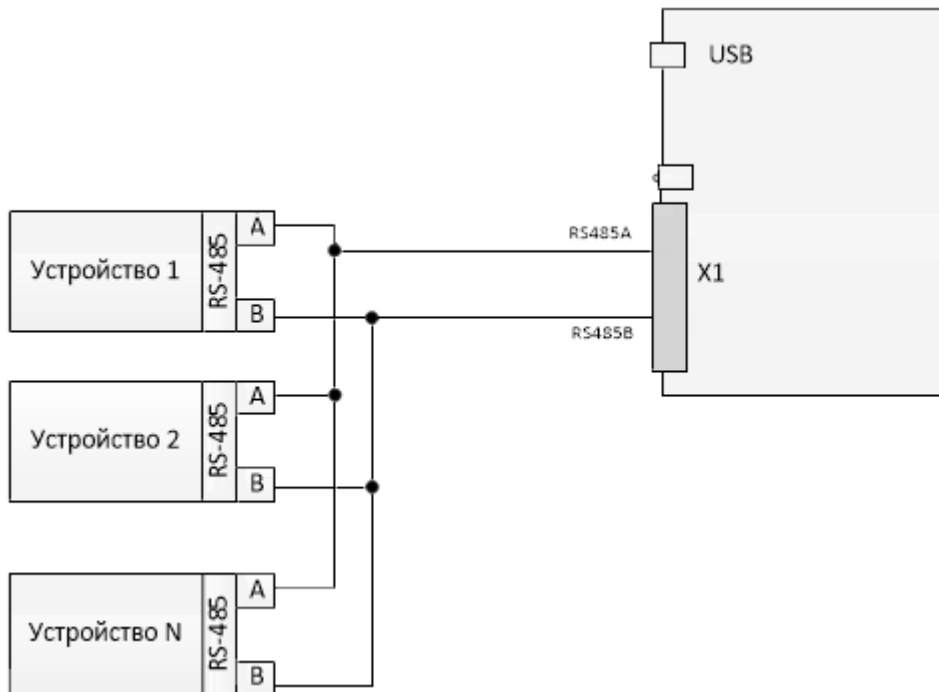 USB
RS485A
X1
RS485B
Устройство 1
RS-485
A
B
Устройство 2
RS-485
A
B
Устройство N
RS-485
A
B